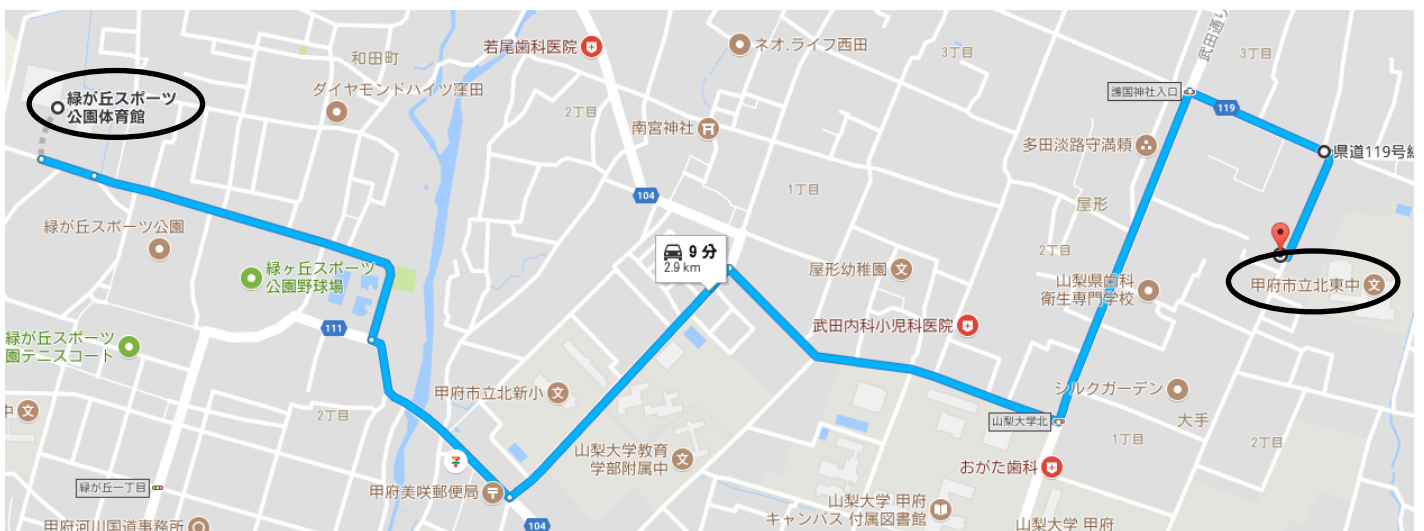 緑が丘スポーツ
公園体育館
和田町
若尾歯科医院
ネオ.ライフ西田
3丁目
武田通り
3丁目
ダイヤモンドハイツ窪田
2丁目
護国神社入口
119
南宮神社
多田淡路守満頼
県道119号線
104
1丁目
屋形
緑が丘スポーツ公園
9 分
2.9 km
屋形幼稚園
2丁目
緑ヶ丘スポーツ
公園野球場
山梨県歯科
衛生専門学校
甲府市立北東中
111
武田内科小児科医院
緑が丘スポーツ
園テニスコート
甲府市立北新小
シルクガーデン
中
2丁目
山梨大学北
大手
1丁目
2丁目
山梨大学教育
学部附属中
おがた歯科
緑が丘一丁目
甲府美咲郵便局
山梨大学 甲府
キャンパス 付属図書館
甲府河川国道事務所
104
山梨大学 甲府